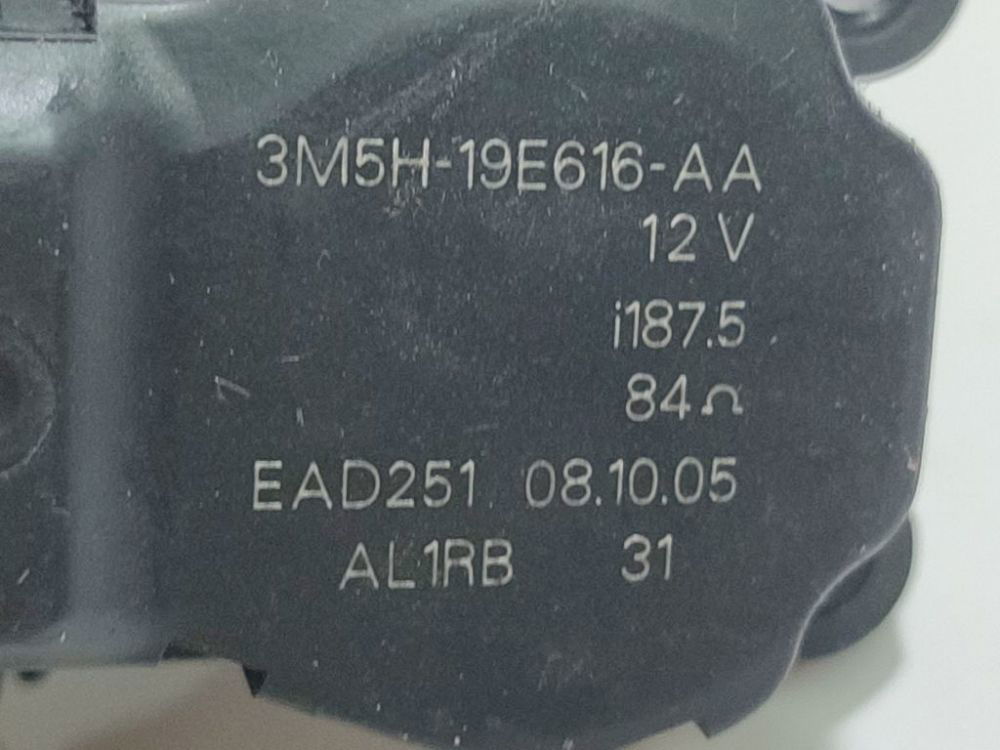 3M5H-19E616-AA
12 V
i187.5
84Ω
EAD251 08.10.05
AL1RB 31